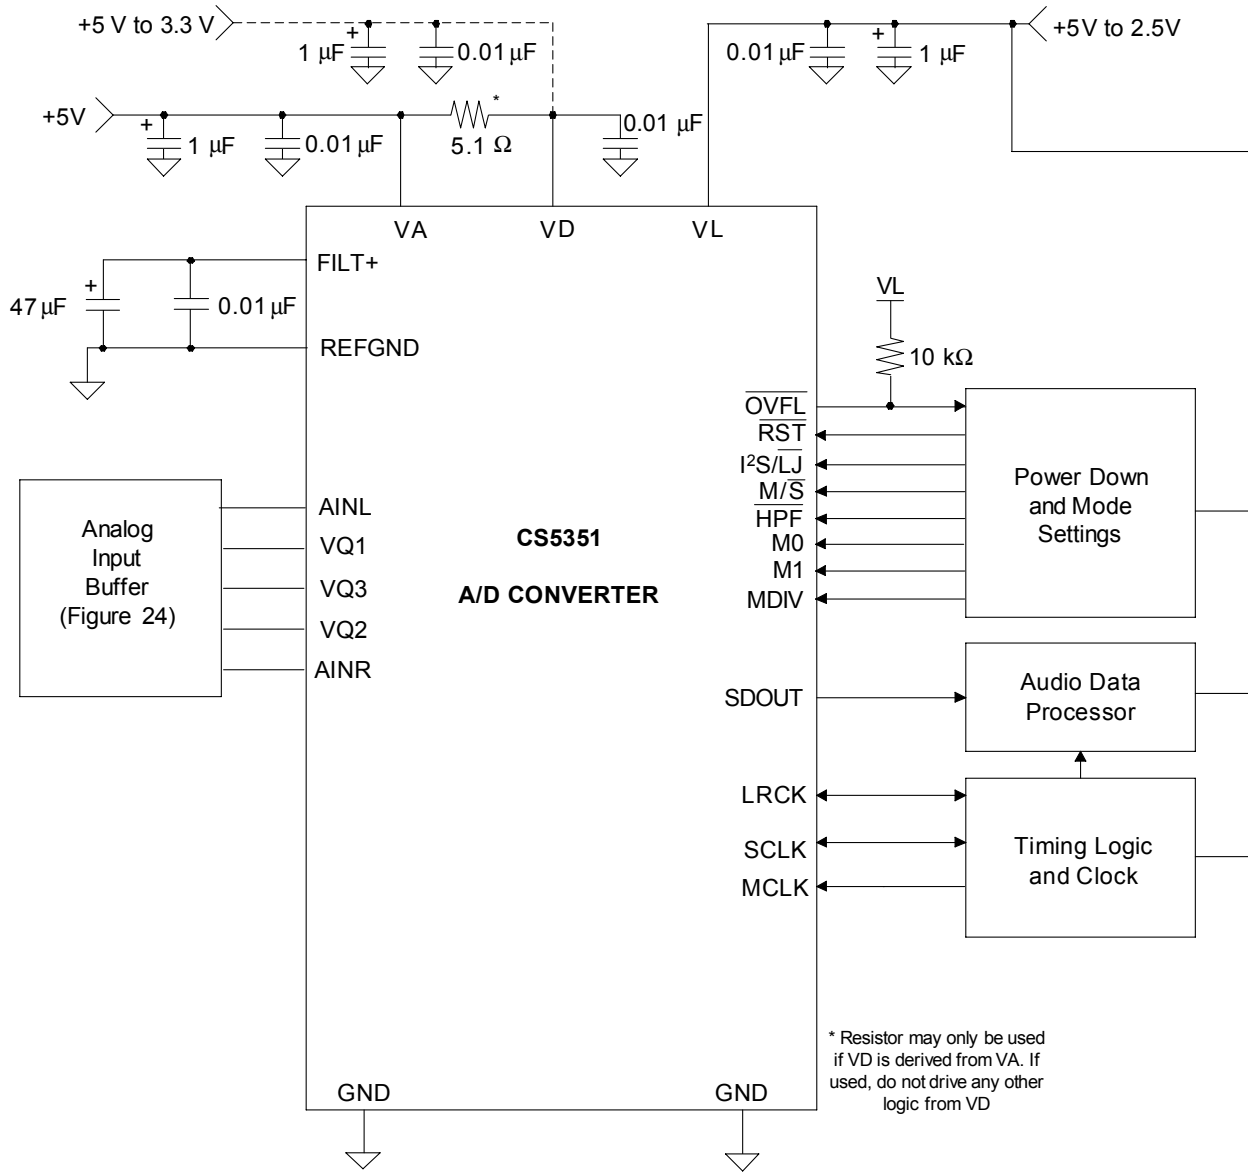 +5 V to 3.3 V
+
1 µF
0.01 µF
0.01 µF
+
1 µF
+5V to 2.5V
+5V
+
1 µF
0.01 µF
*
5.1 Ω
0.01 µF
VA
VD
VL
FILT+
+
47 µF
0.01 µF
REFGND
VL
10 kΩ
OVFL
RST
I²S/LJ
M/S
HPF
M0
M1
MDIV
Power Down
and Mode
Settings
Analog
Input
Buffer
(Figure 24)
AINL
VQ1
VQ3
VQ2
AINR
CS5351
A/D CONVERTER
SDOUT
Audio Data
Processor
LRCK
SCLK
MCLK
Timing Logic
and Clock
* Resistor may only be used
if VD is derived from VA. If
used, do not drive any other
logic from VD
GND
GND